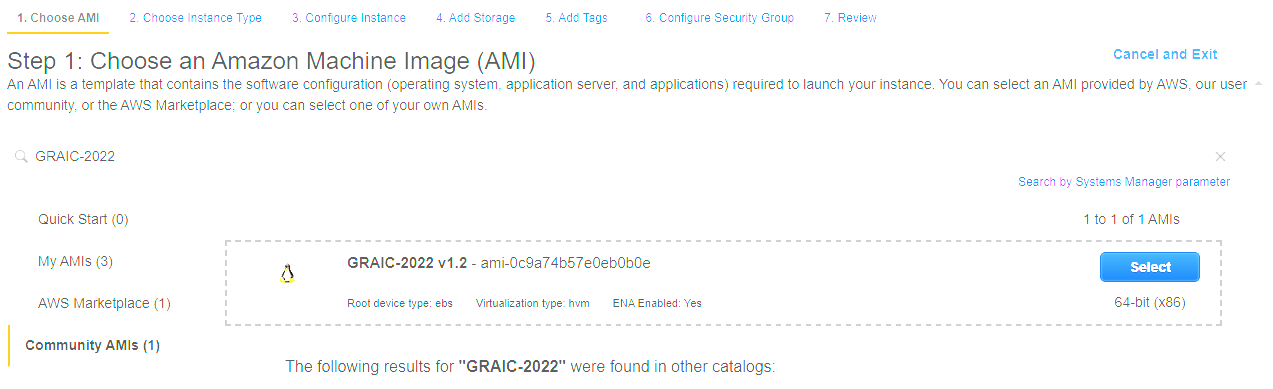 1. Choose AMI 2. Choose Instance Type 3. Configure Instance 4. Add Storage 5. Add Tags 6. Configure Security Group 7. Review
Step 1: Choose an Amazon Machine Image (AMI)
Cancel and Exit
An AMI is a template that contains the software configuration (operating system, application server, and applications) required to launch your instance. You can select an AMI provided by AWS, our user
community, or the AWS Marketplace; or you can select one of your own AMIs.
GRAIC-2022
Search by Systems Manager parameter
Quick Start (0)
1 to 1 of 1 AMIs
My AMIs (3)
AWS Marketplace (1)
Community AMIs (1)
GRAIC-2022 v1.2 - ami-0c9a74b57e0eb0b0e
Select
Root device type: ebs Virtualization type: hvm ENA Enabled: Yes
64-bit (x86)
The following results for "GRAIC-2022" were found in other catalogs: